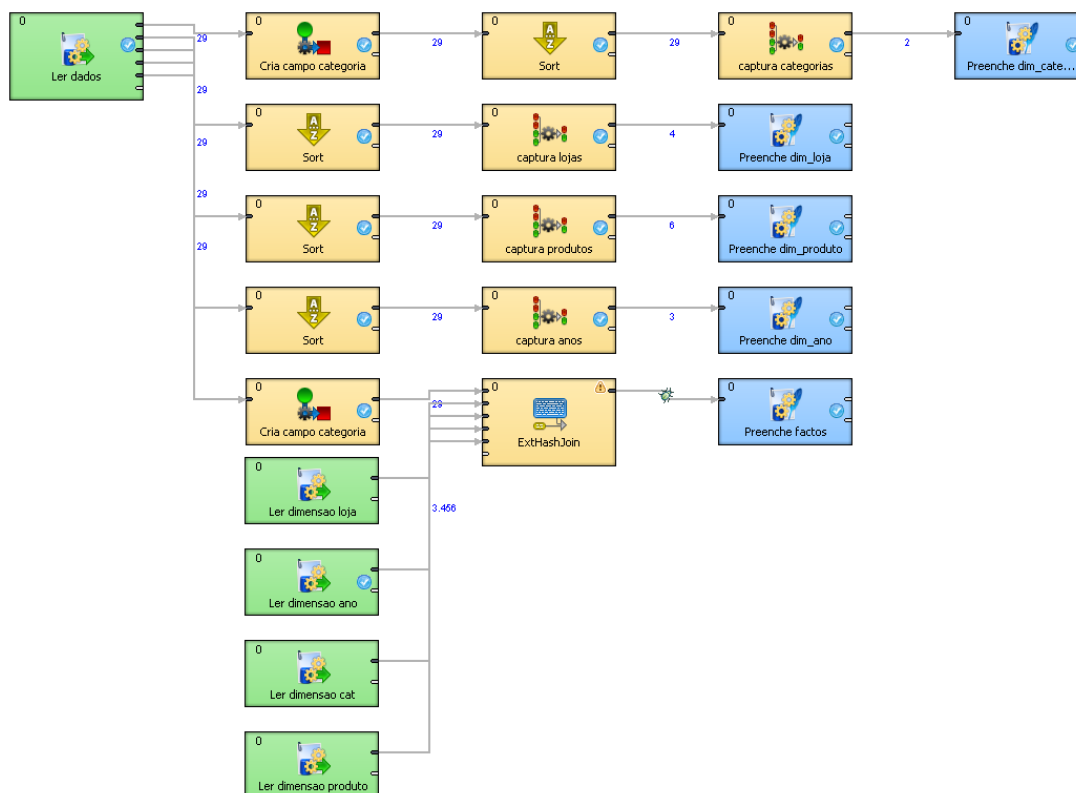 0
Ler dados
29
29
29
29
29
0
Cria campo categoria
29
0
Sort
29
0
captura categorias
2
0
Preenche dim_cate...
0
Sort
29
0
captura lojas
4
0
Preenche dim_loja
0
Sort
29
0
captura produtos
6
0
Preenche dim_produto
0
Sort
29
0
captura anos
3
0
Preenche dim_ano
0
Cria campo categoria
29
0
ExtHashJoin
0
Preenche factos
0
Ler dimensao loja
3.456
0
Ler dimensao ano
0
Ler dimensao cat
0
Ler dimensao produto